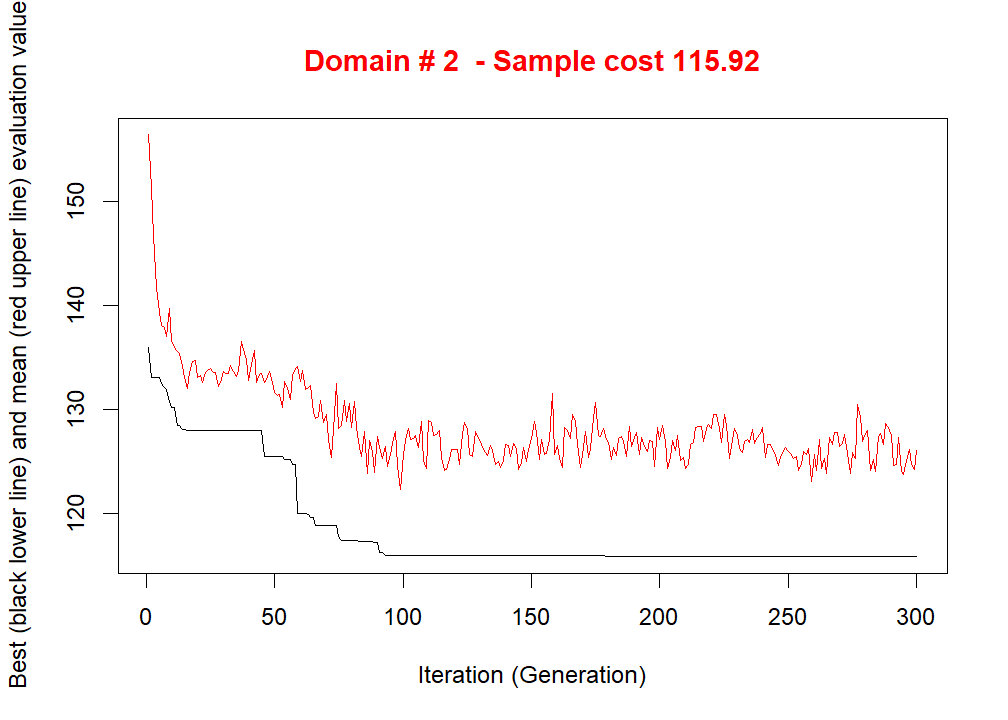 Domain # 2  - Sample cost 115.92
Best (black lower line) and mean (red upper line) evaluation value
150
140
130
120
0 50 100 150 200 250 300
Iteration (Generation)